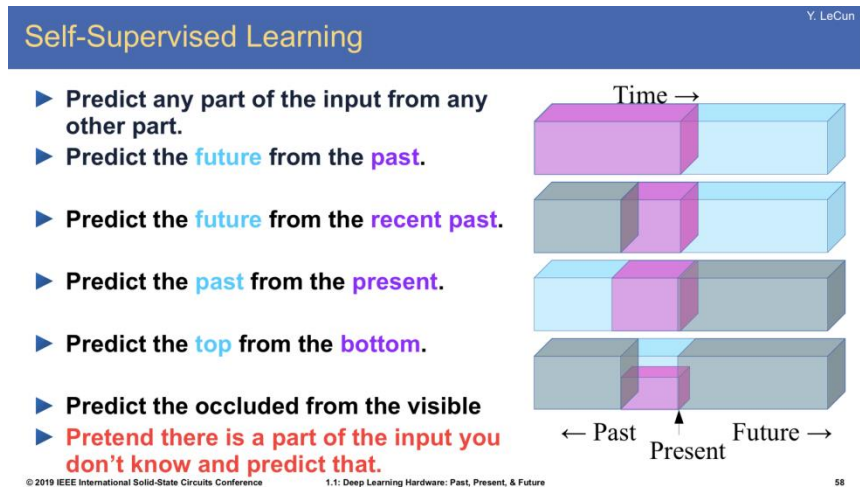 Y. LeCun
Self-Supervised Learning
▶ Predict any part of the input from any
other part.
▶ Predict the future from the past.
▶ Predict the future from the recent past.
▶ Predict the past from the present.
▶ Predict the top from the bottom.
▶ Predict the occluded from the visible
▶ Pretend there is a part of the input you
don't know and predict that.
Time →
← Past
Present
Future →
© 2019 IEEE International Solid-State Circuits Conference
1.1: Deep Learning Hardware: Past, Present, & Future
58